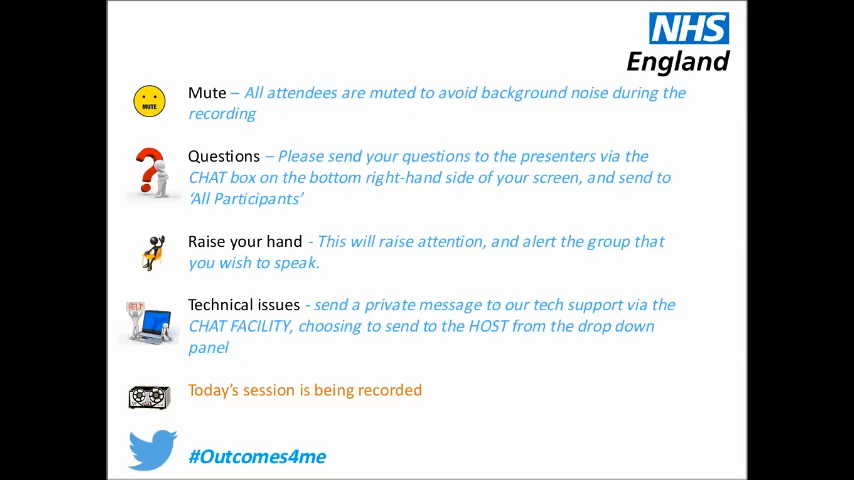 NHS
England
Mute – All attendees are muted to avoid background noise during the
recording
MUTE
Questions – Please send your questions to the presenters via the
CHAT box on the bottom right-hand side of your screen, and send to
‘All Participants’
Raise your hand - This will raise attention, and alert the group that
you wish to speak.
HELP
Technical issues - send a private message to our tech support via the
CHAT FACILITY, choosing to send to the HOST from the drop down
panel
Today’s session is being recorded
#Outcomes4me